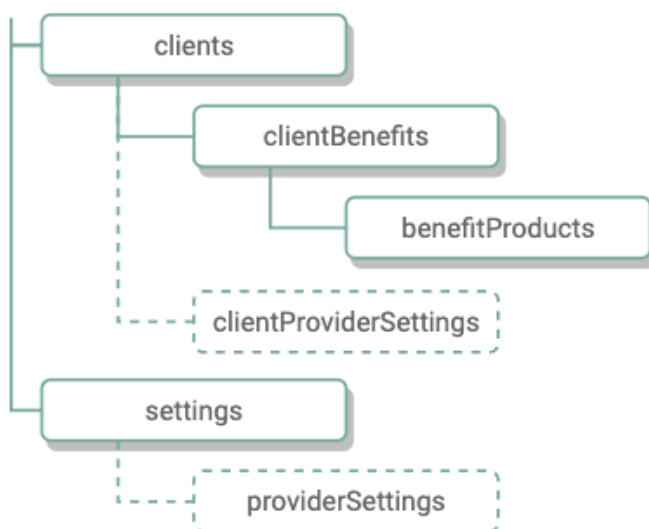 clients
clientBenefits
benefitProducts
clientProviderSettings
settings
providerSettings